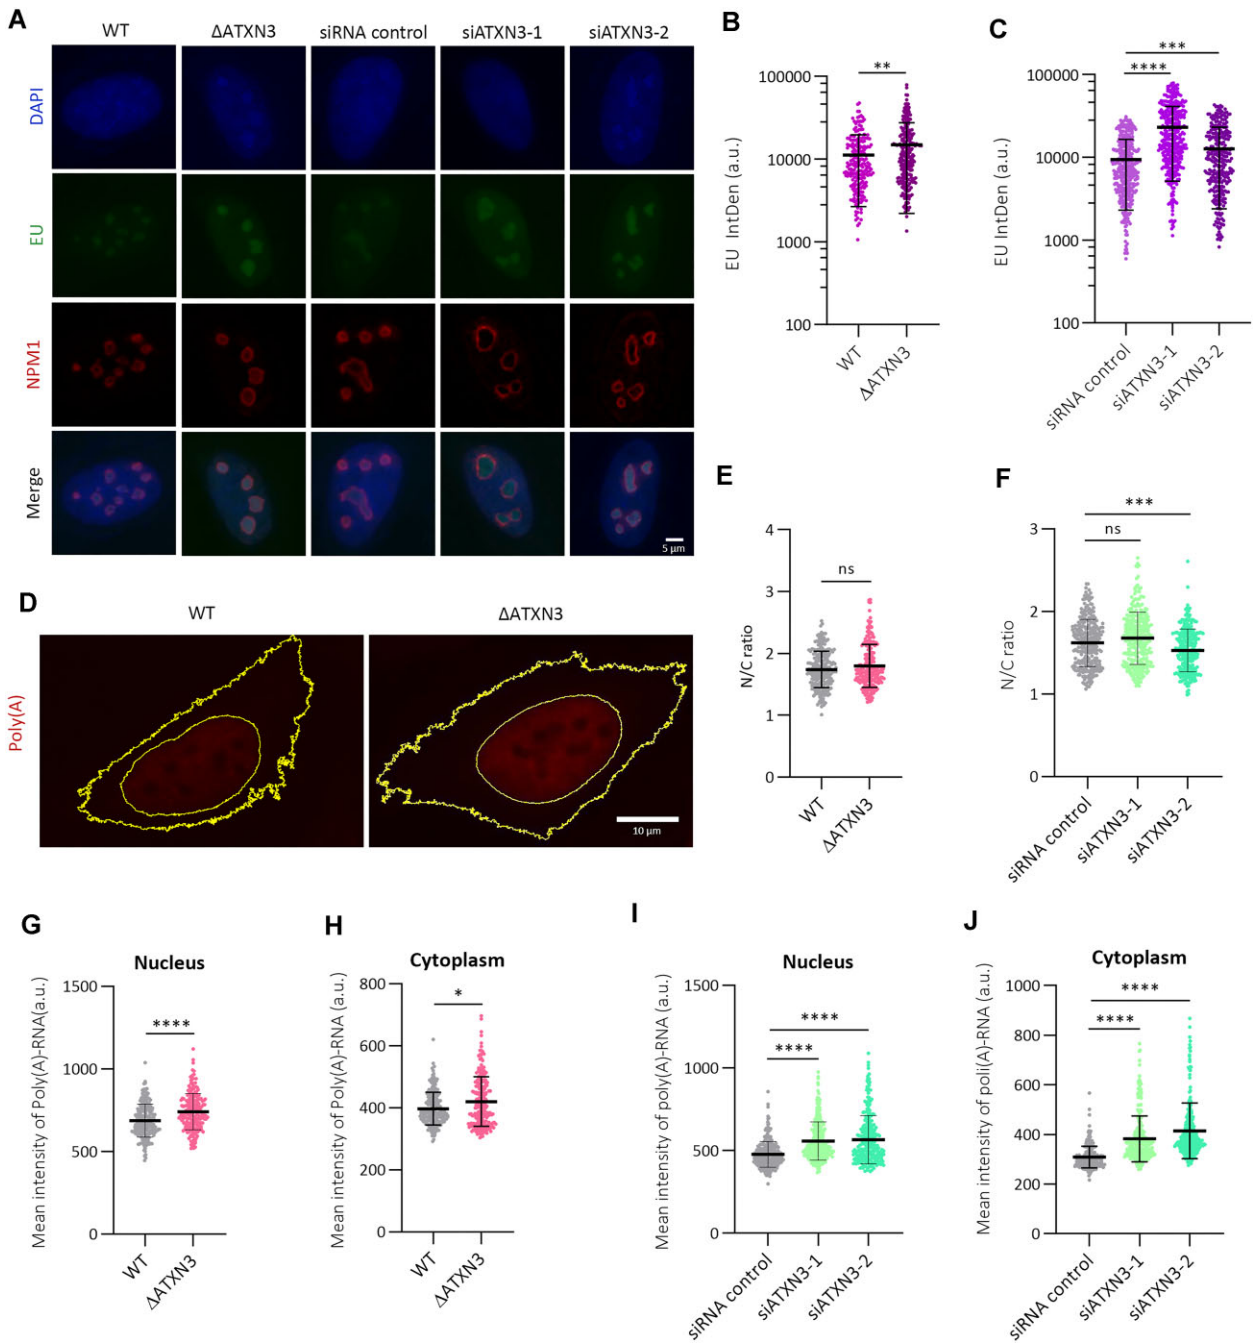 A
WT
ΔATXN3
siRNA control
siATXN3-1
siATXN3-2
DAPI
EU
NPM1
Merge
5 µm
B
**
100000
10000
1000
100
EU IntDen (a.u.)
WT
ΔATXN3
C
***
****
100000
10000
1000
100
EU IntDen (a.u.)
siRNA control
siATXN3-1
siATXN3-2
D
WT
ΔATXN3
Poly(A)
10 µm
E
4
3
2
1
0
ns
N/C ratio
WT
ΔATXN3
F
***
ns
3
2
1
0
N/C ratio
siRNA control
siATXN3-1
siATXN3-2
G
Nucleus
1500
1000
500
0
****
Mean intensity of Poly(A)-RNA(a.u.)
WT
ΔATXN3
H
Cytoplasm
800
600
400
200
0
*
Mean intensity of Poly(A)-RNA (a.u.)
WT
ΔATXN3
I
Nucleus
1500
1000
500
0
****
****
Mean intensity of poly(A)-RNA (a.u.)
siRNA control
siATXN3-1
siATXN3-2
J
Cytoplasm
1000
800
600
400
200
0
****
****
Mean intensity of poli(A)-RNA (a.u.)
siRNA control
siATXN3-1
siATXN3-2